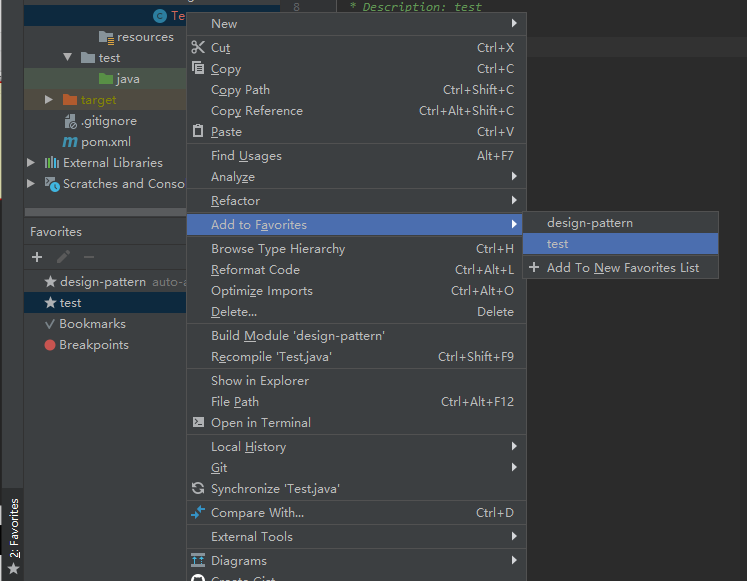 Te
New
8
* Description: test
resources
Cut Ctrl+X
test
Copy Ctrl+C
java
Copy Path Ctrl+Shift+C
target
Copy Reference Ctrl+Alt+Shift+C
.gitignore
Paste Ctrl+V
pom.xml
Find Usages Alt+F7
External Libraries
Analyze
Scratches and Conso
Refactor
Favorites
Add to Favorites
design-pattern
test
Add To New Favorites List
Browse Type Hierarchy Ctrl+H
Reformat Code Ctrl+Alt+L
design-pattern auto-a
Optimize Imports Ctrl+Alt+O
test
Delete... Delete
Bookmarks
Build Module 'design-pattern'
Breakpoints
Recompile 'Test.java' Ctrl+Shift+F9
Show in Explorer
File Path Ctrl+Alt+F12
Open in Terminal
Local History
Git
Synchronize 'Test.java'
Compare With... Ctrl+D
External Tools
Diagrams
Create Gist
2: Favorites